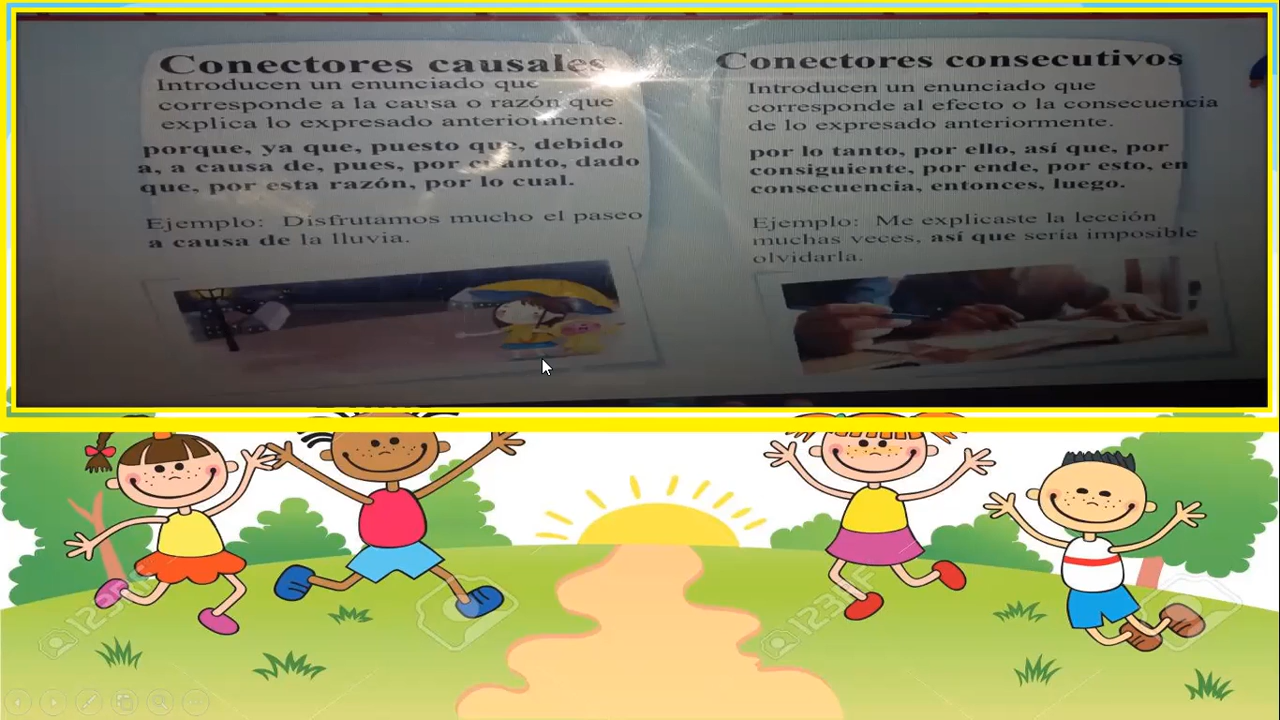 Conectores causales
Introducen un enunciado que
corresponde a la causa o razón que
explica lo expresado anteriormente.
porque, ya que, puesto que, debido
a, a causa de, pues, por cuanto, dado
que, por esta razón, por lo cual.
Ejemplo: Disfrutamos mucho el paseo
a causa de la lluvia.
Conectores consecutivos
Introducen un enunciado que
corresponde al efecto o la consecuencia
de lo expresado anteriormente.
por lo tanto, por ello, así que, por
consiguiente, por ende, por esto, en
consecuencia, entonces, luego.
Ejemplo: Me explicaste la lección
muchas veces, así que sería imposible
olvidarla.